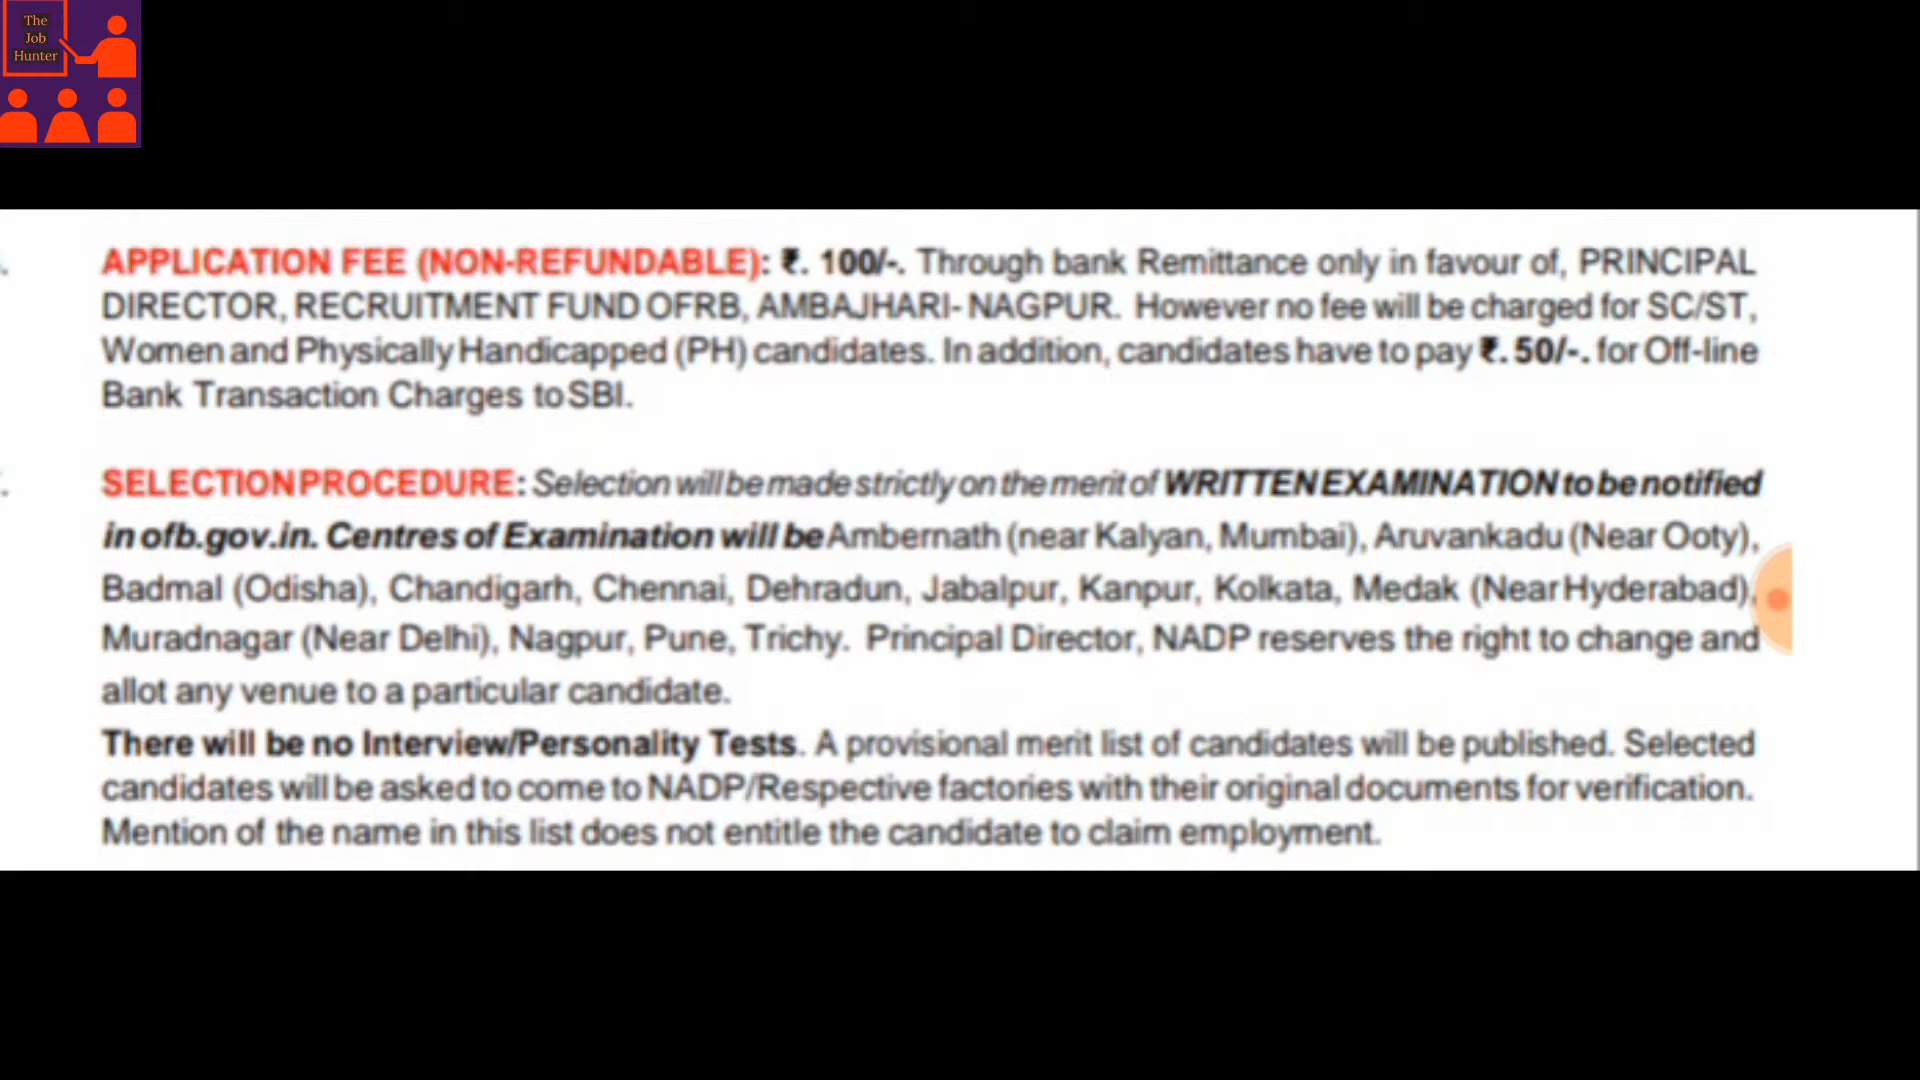 The
Job
Hunter
APPLICATION FEE (NON-REFUNDABLE): ₹. 100/-. Through bank Remittance only in favour of, PRINCIPAL
DIRECTOR, RECRUITMENT FUND OFRB, AMBAJHARI- NAGPUR. However no fee will be charged for SC/ST,
Women and Physically Handicapped (PH) candidates. In addition, candidates have to pay ₹. 50/-. for Off-line
Bank Transaction Charges to SBI.
SELECTION PROCEDURE: Selection will be made strictly on the merit of WRITTEN EXAMINATION to be notified
in ofb.gov.in. Centres of Examination will be Ambernath (near Kalyan, Mumbai), Aruvankadu (Near Ooty),
Badmal (Odisha), Chandigarh, Chennai, Dehradun, Jabalpur, Kanpur, Kolkata, Medak (Near Hyderabad),
Muradnagar (Near Delhi), Nagpur, Pune, Trichy. Principal Director, NADP reserves the right to change and
allot any venue to a particular candidate.
There will be no Interview/Personality Tests. A provisional merit list of candidates will be published. Selected
candidates will be asked to come to NADP/Respective factories with their original documents for verification.
Mention of the name in this list does not entitle the candidate to claim employment.